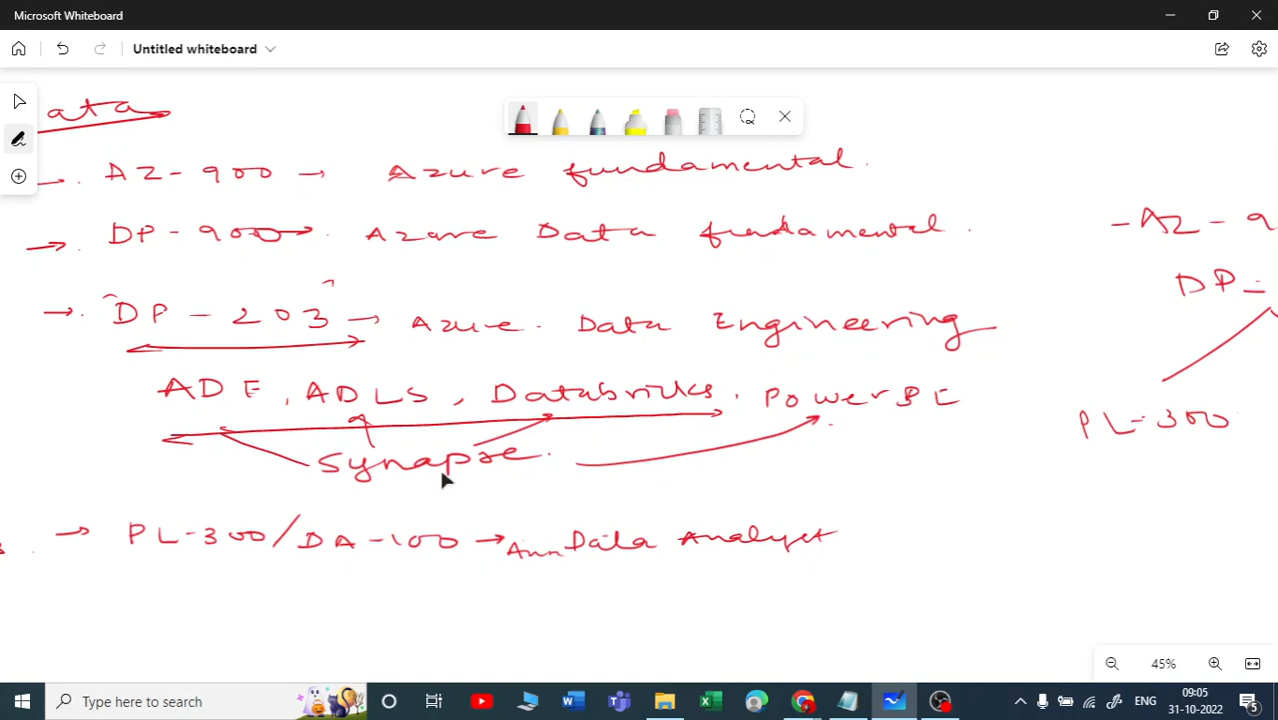 Microsoft Whiteboard
Untitled whiteboard
ata
AZ-900 → Azure fundamental
DP-900 → Azure Data fundamental
-AZ-9
DP-
DP-203 → Azure Data Engineering
ADF, ADLS, Databricks, PowerBI
PL-300
Synapse
→ PL-300/DA-100 → Data Analyst
45%
Type here to search
ENG
09:05
31-10-2022
5